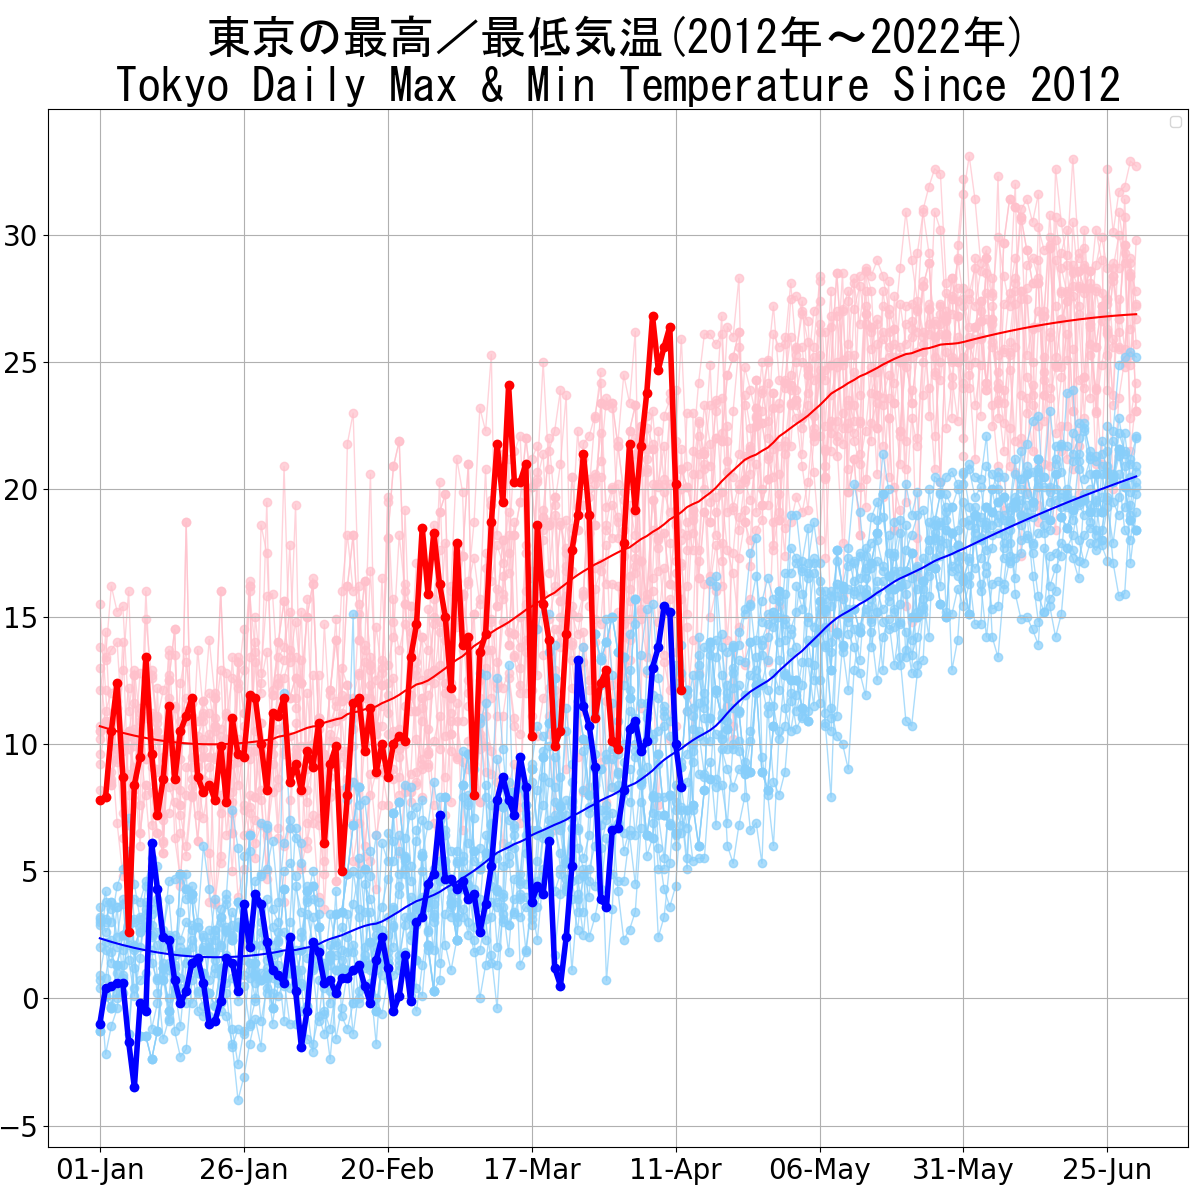 東京の最高／最低気温(2012年～2022年)
Tokyo Daily Max & Min Temperature Since 2012
30
25
20
15
10
5
0
−5
01-Jan 26-Jan 20-Feb 17-Mar 11-Apr 06-May 31-May 25-Jun